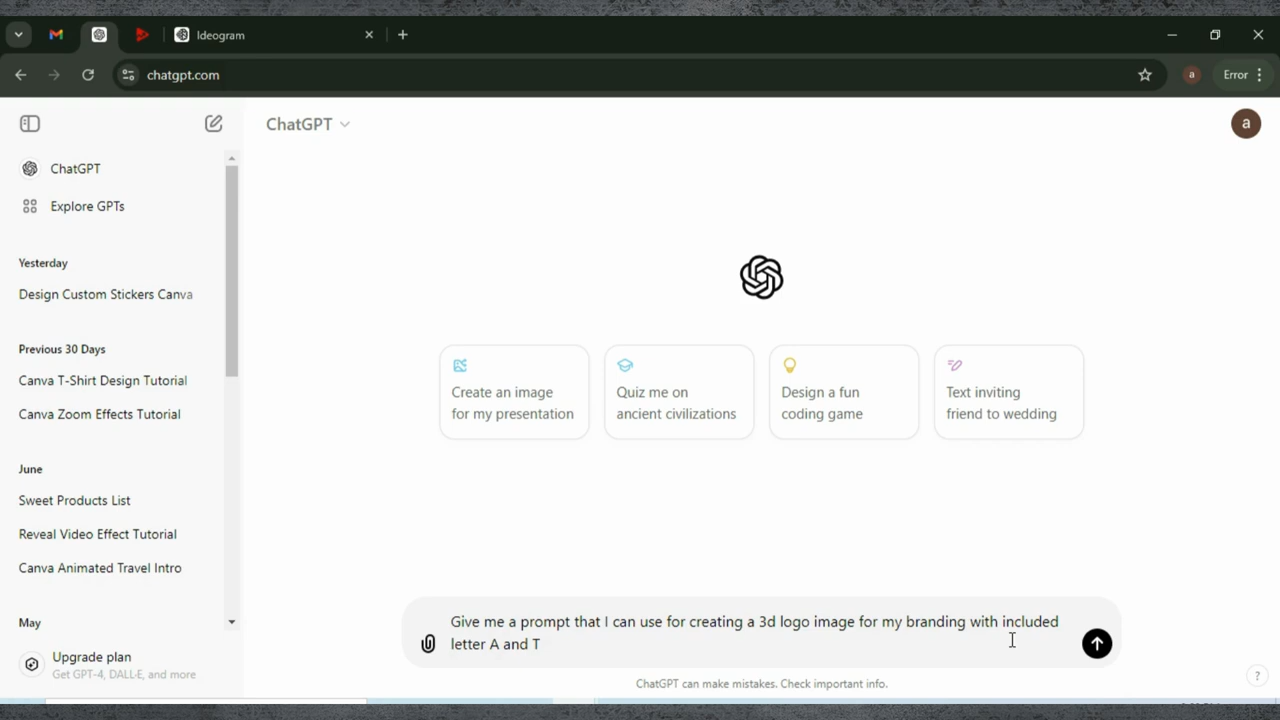 Ideogram
chatgpt.com
a
Error
ChatGPT
a
ChatGPT
Explore GPTs
Yesterday
Design Custom Stickers Canva
Previous 30 Days
Canva T-Shirt Design Tutorial
Canva Zoom Effects Tutorial
June
Sweet Products List
Reveal Video Effect Tutorial
Canva Animated Travel Intro
May
Upgrade plan
Get GPT-4, DALL·E, and more
Create an image
for my presentation
Quiz me on
ancient civilizations
Design a fun
coding game
Text inviting
friend to wedding
Give me a prompt that I can use for creating a 3d logo image for my branding with included
letter A and T
ChatGPT can make mistakes. Check important info.
?